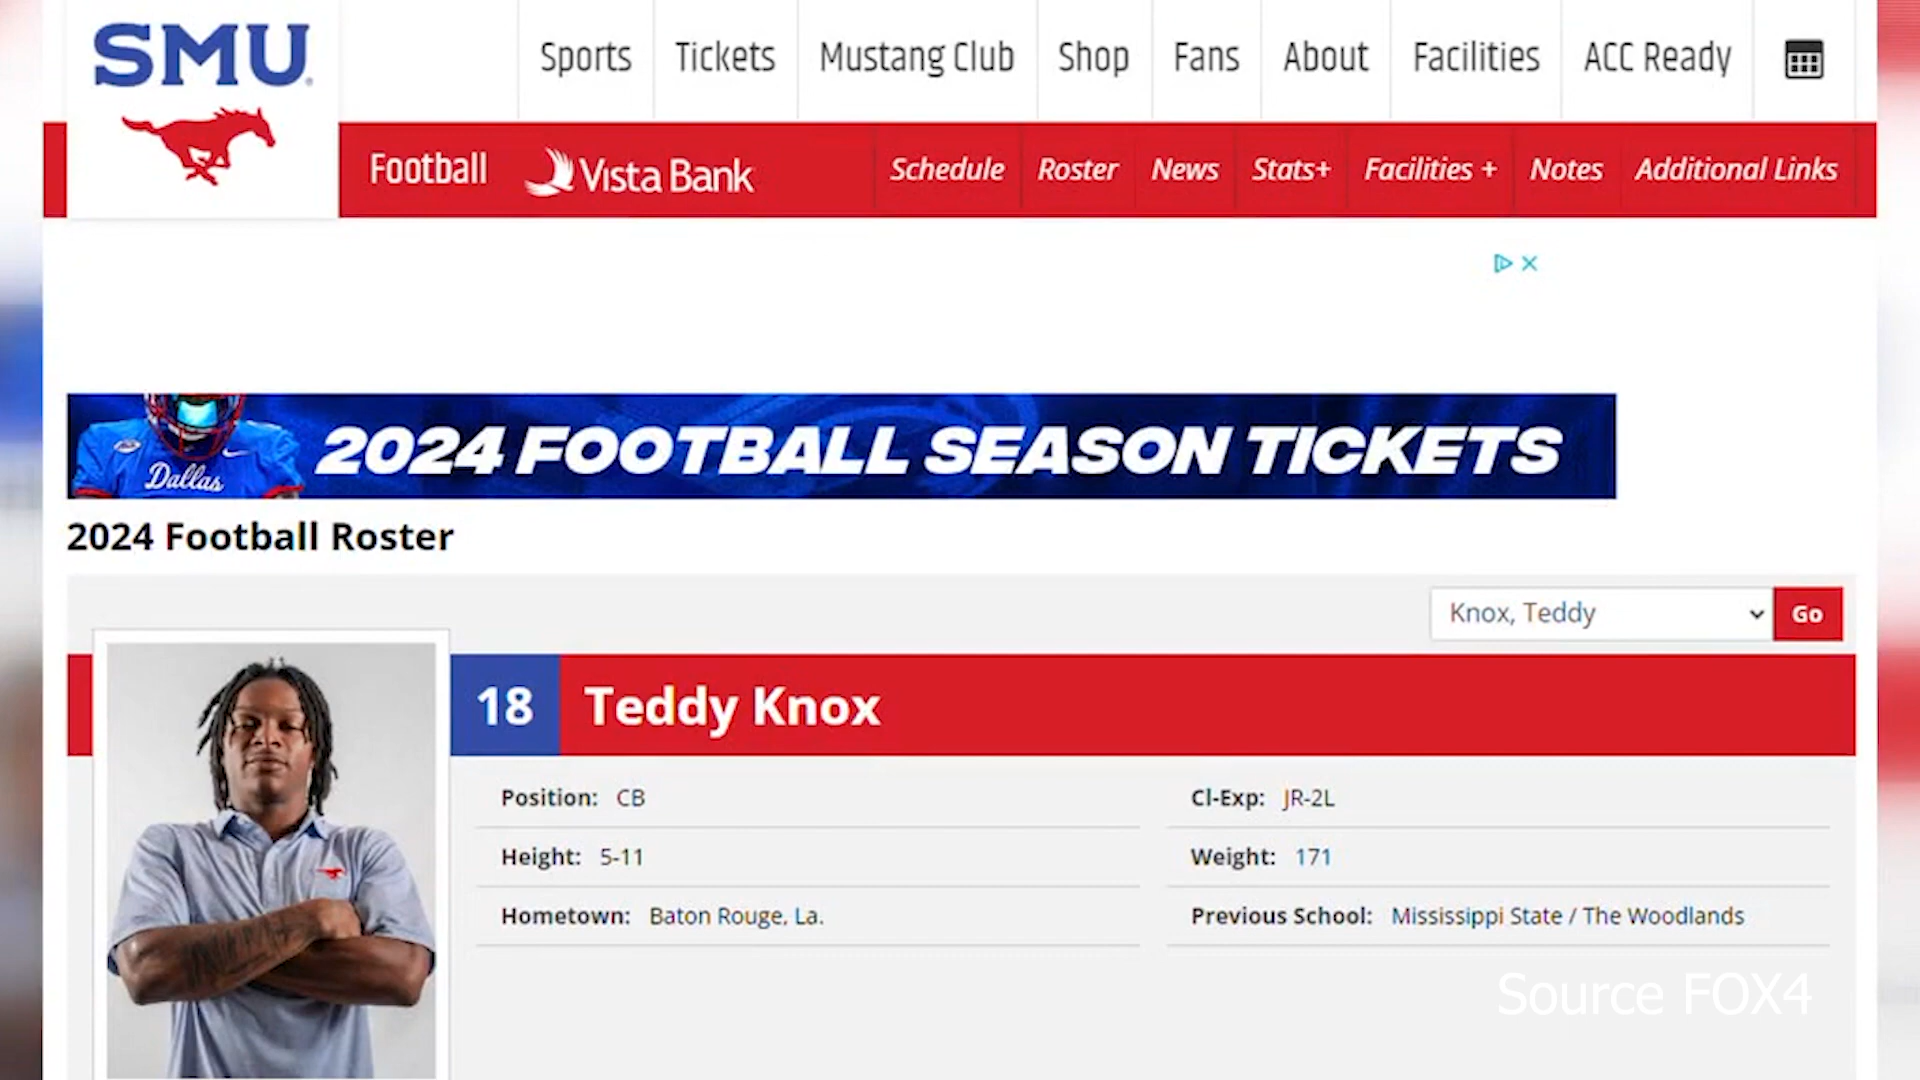 SMU
Sports Tickets Mustang Club Shop Fans About Facilities ACC Ready
Football Vista Bank Schedule Roster News Stats+ Facilities + Notes Additional Links
Dallas
2024 FOOTBALL SEASON TICKETS
2024 Football Roster
Knox, Teddy Go
18 Teddy Knox
Position: CB Cl-Exp: JR-2L
Height: 5-11 Weight: 171
Hometown: Baton Rouge, La. Previous School: Mississippi State / The Woodlands
Source FOX4